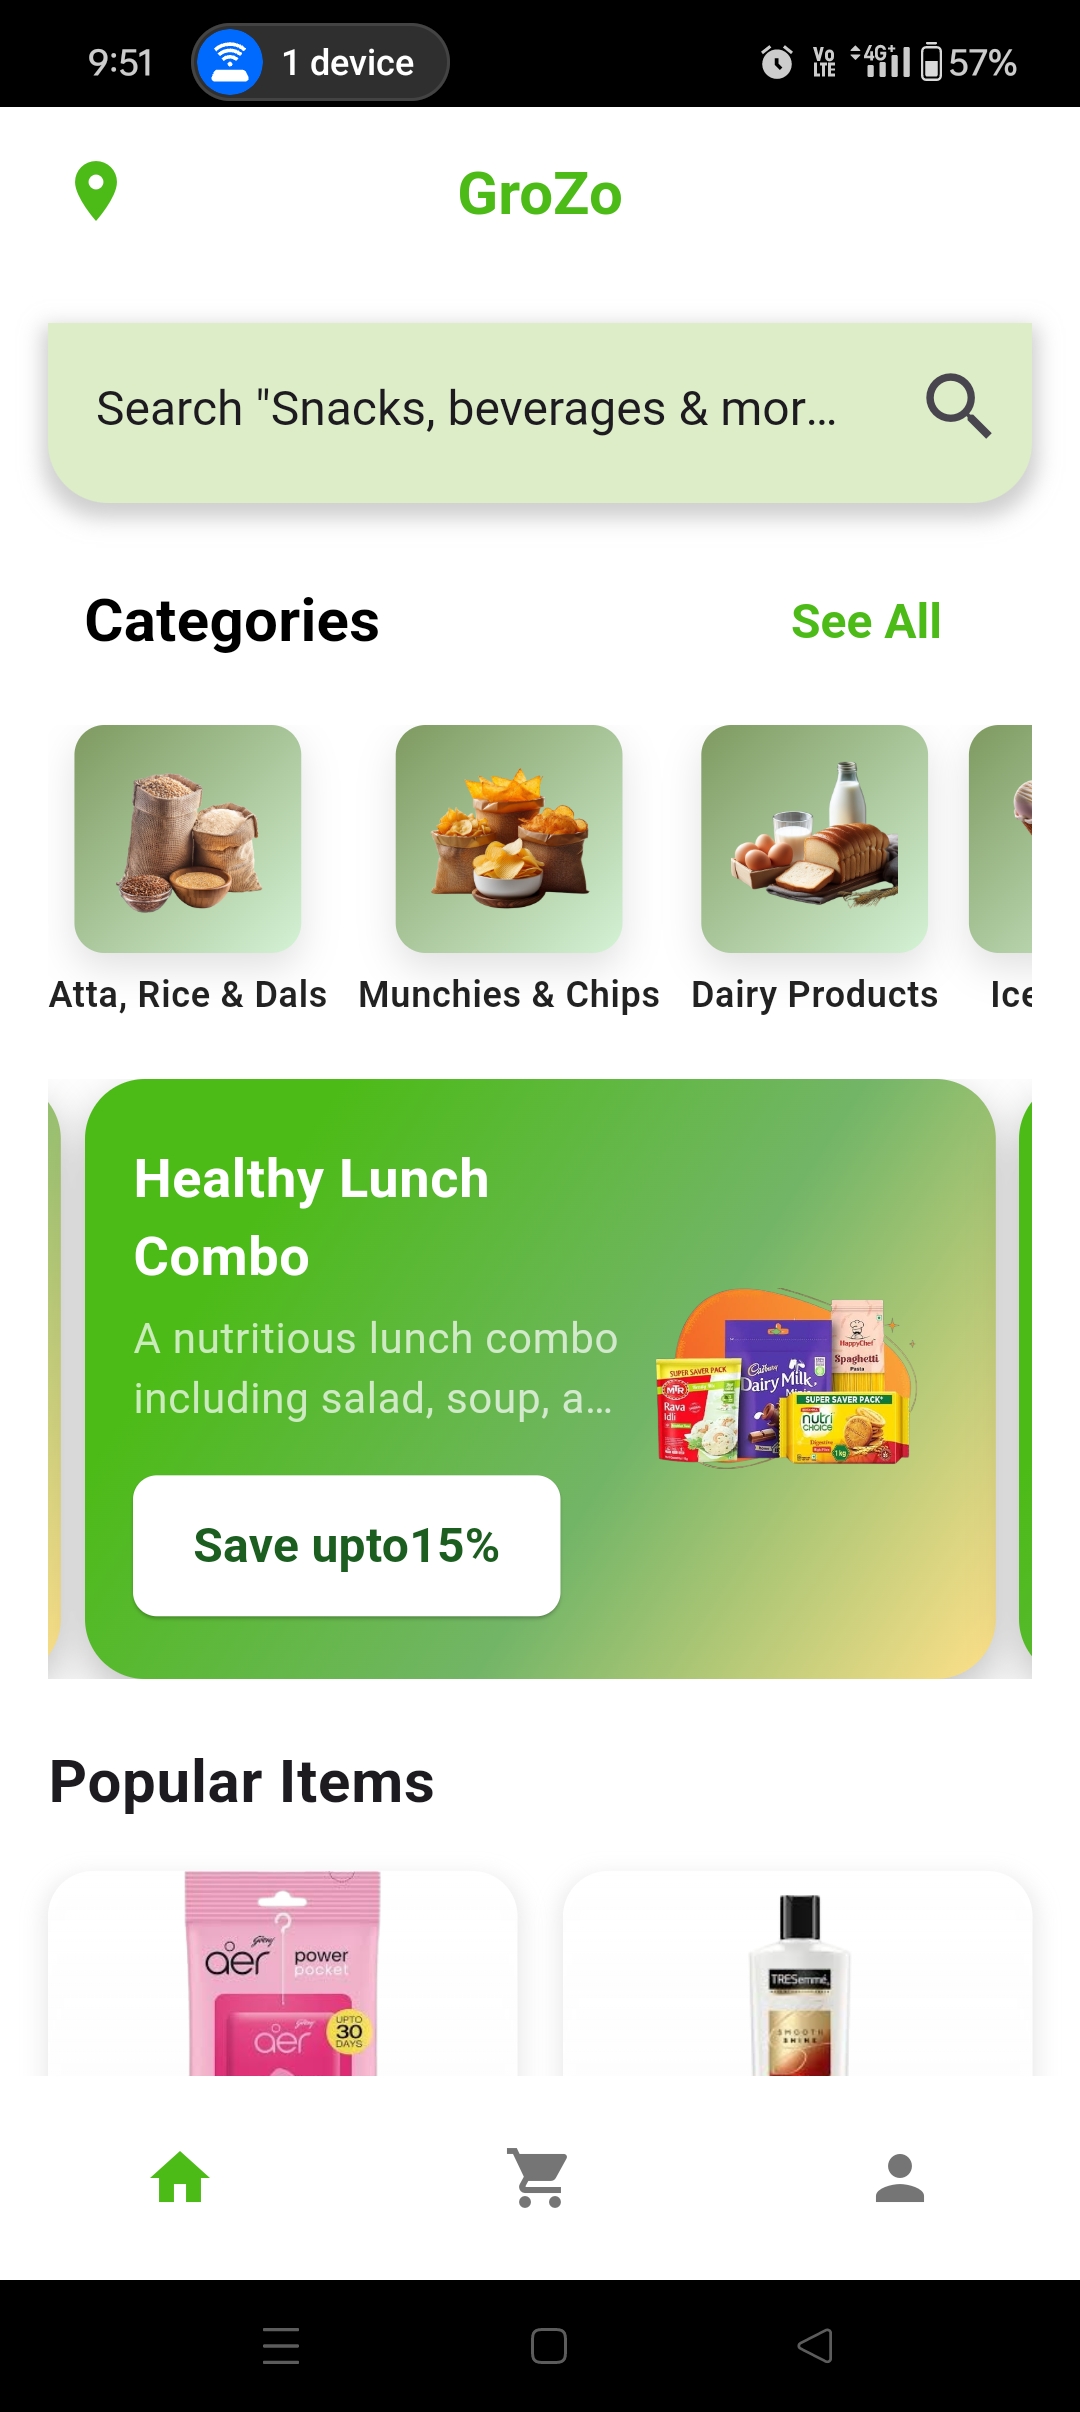 9:51
1 device
Vo
LTE
4G+
57%
GroZo
Search "Snacks, beverages & mor...
Categories
See All
Atta, Rice & Dals
Munchies & Chips
Dairy Products
Ice
Healthy Lunch
Combo
A nutritious lunch combo
including salad, soup, a...
SUPER SAVER PACK
MTR
Rava
Idli
Cadbury
Dairy Milk
HappyChef
Spaghetti
Pasta
SUPER SAVER PACK*
nutri
CHOICE
Digestive
1kg
Save upto15%
Popular Items
Godrej
aer
power
pocket
aer
UPTO
30
DAYS
TRESemmé
SMOOTH
SHINE